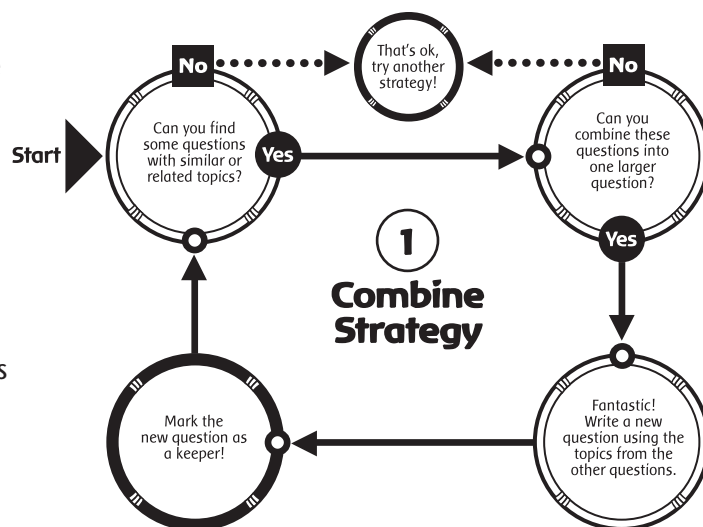 No
That's ok,
try another
strategy!
No
Start
Can you find
some questions
with similar or
related topics?
Yes
Can you
combine these
questions into
one larger
question?
Yes
1
Combine
Strategy
Fantastic!
Write a new
question using the
topics from the
other questions.
Mark the
new question as
a keeper!
s